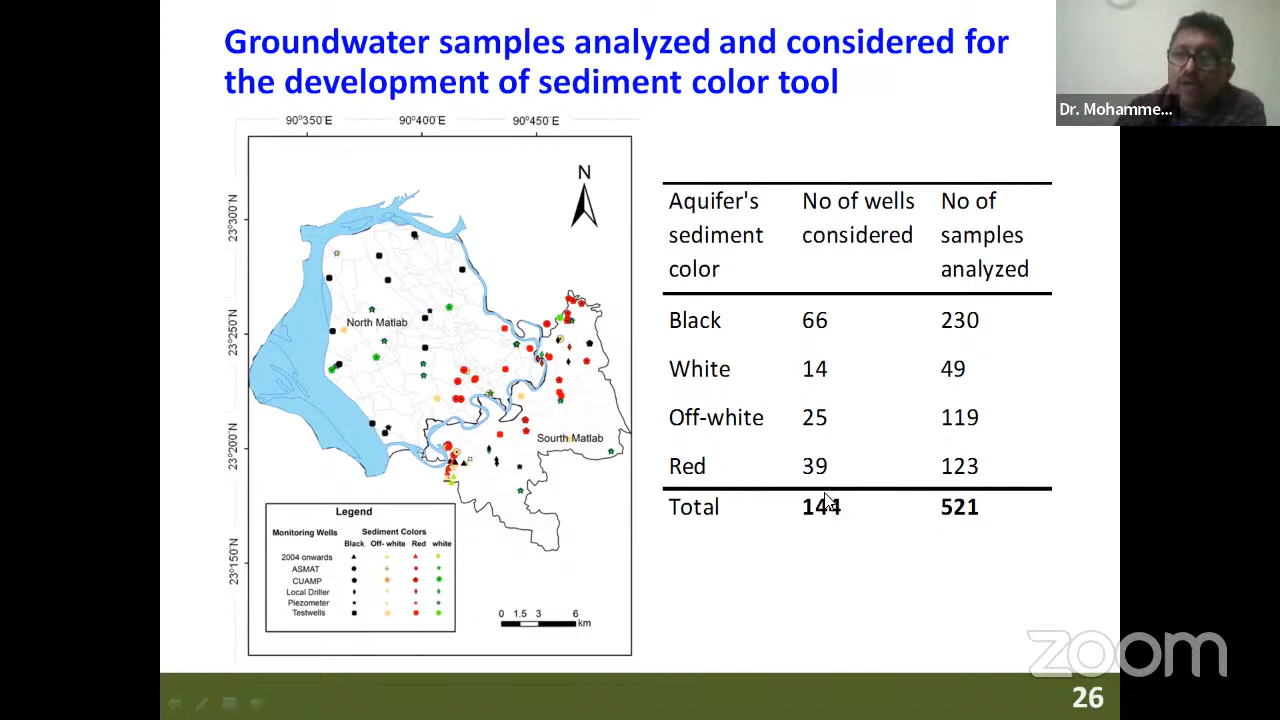 Groundwater samples analyzed and considered for
the development of sediment color tool
Dr. Mohamme...
90°350'E 90°400'E 90°450'E
N
23°300'N
23°250'N
23°200'N
23°150'N
North Matlab
Sourth Matlab
Legend
Monitoring Wells Sediment Colors
Black Off- white Red white
2004 onwards
ASMAT
CUAMP
Local Driller
Piezometer
Testwells
0 1.5 3 6
km
Aquifer's sediment color No of wells considered No of samples analyzed
Black 66 230
White 14 49
Off-white 25 119
Red 39 123
Total 144 521
zoom
26